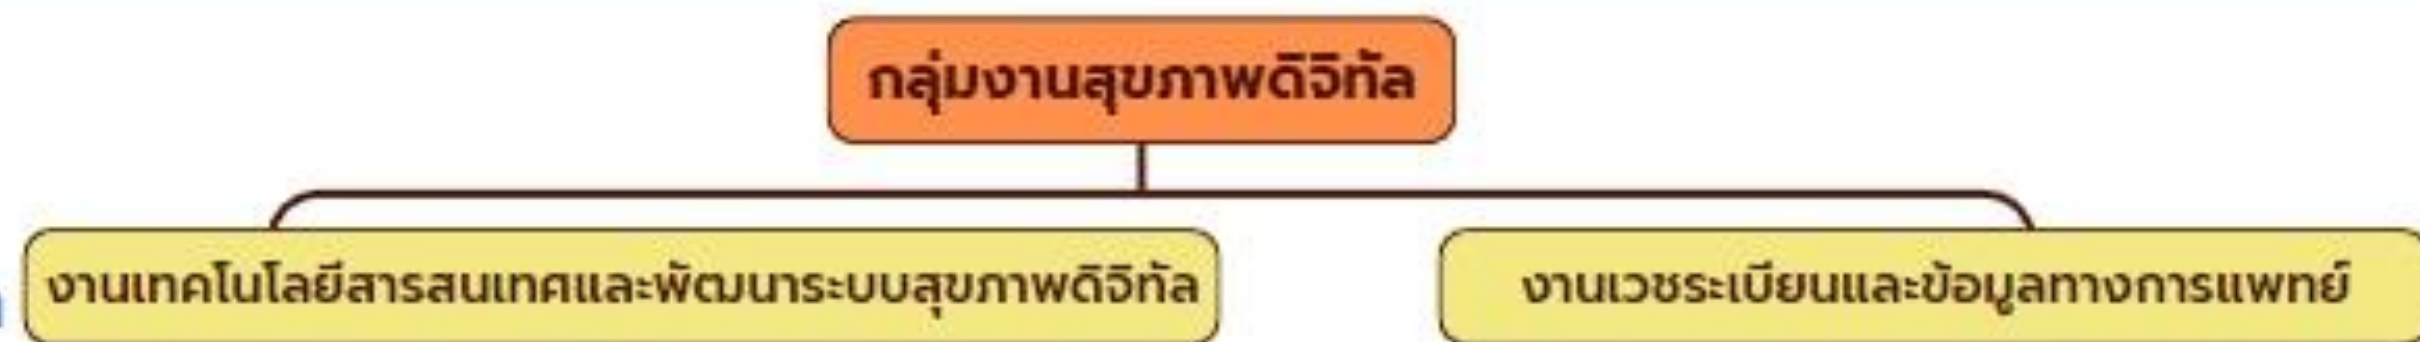 กลุ่มงานสุขภาพดิจิทัล
งานเทคโนโลยีสารสนเทศและพัฒนาระบบสุขภาพดิจิทัล
งานเวชระเบียนและข้อมูลทางการแพทย์